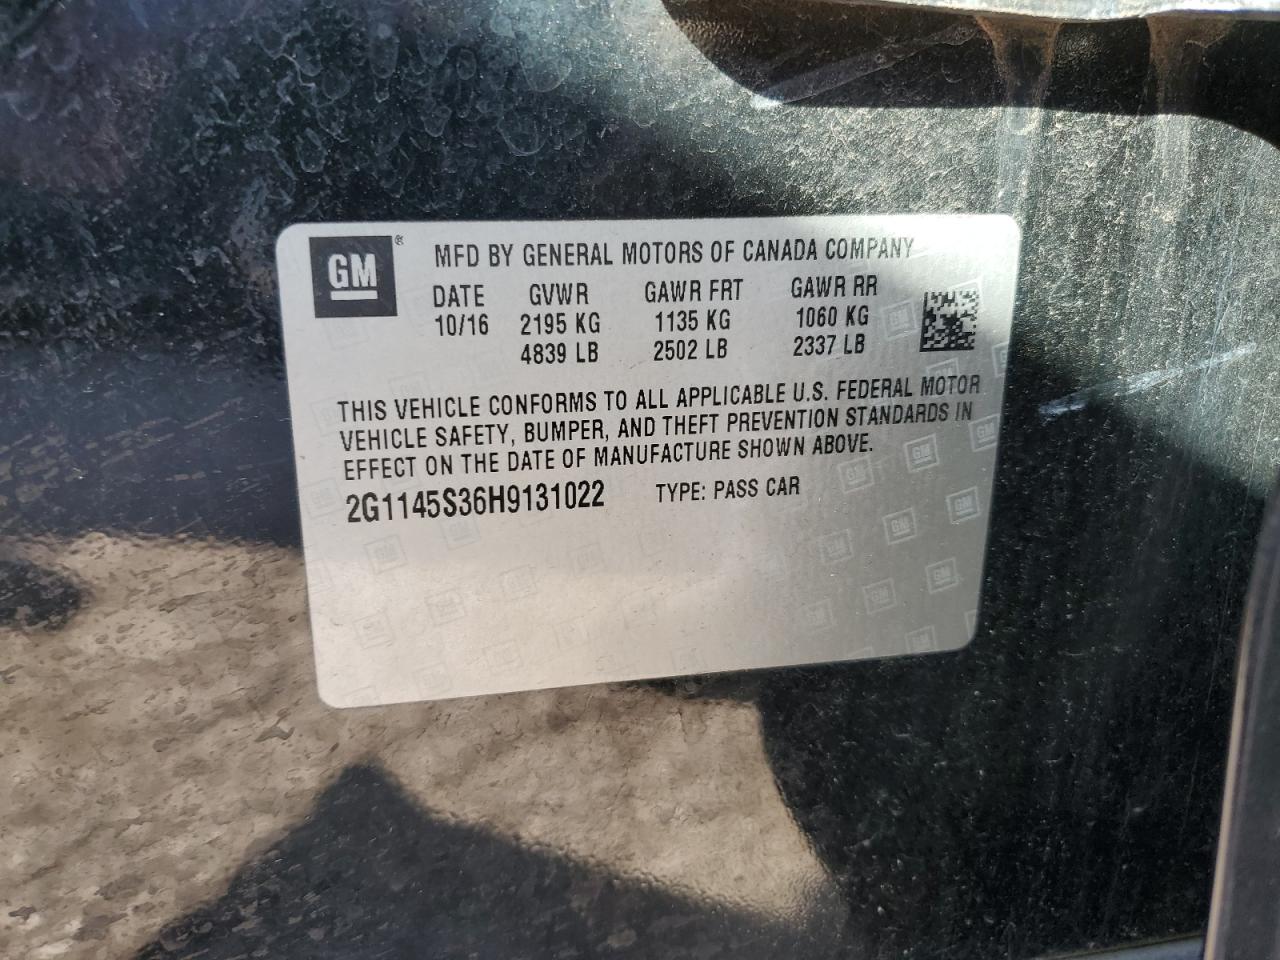 GM ® MFD BY GENERAL MOTORS OF CANADA COMPANY
DATE GVWR GAWR FRT GAWR RR
10/16 2195 KG 1135 KG 1060 KG
4839 LB 2502 LB 2337 LB
THIS VEHICLE CONFORMS TO ALL APPLICABLE U.S. FEDERAL MOTOR
VEHICLE SAFETY, BUMPER, AND THEFT PREVENTION STANDARDS IN
EFFECT ON THE DATE OF MANUFACTURE SHOWN ABOVE.
2G1145S36H9131022 TYPE: PASS CAR